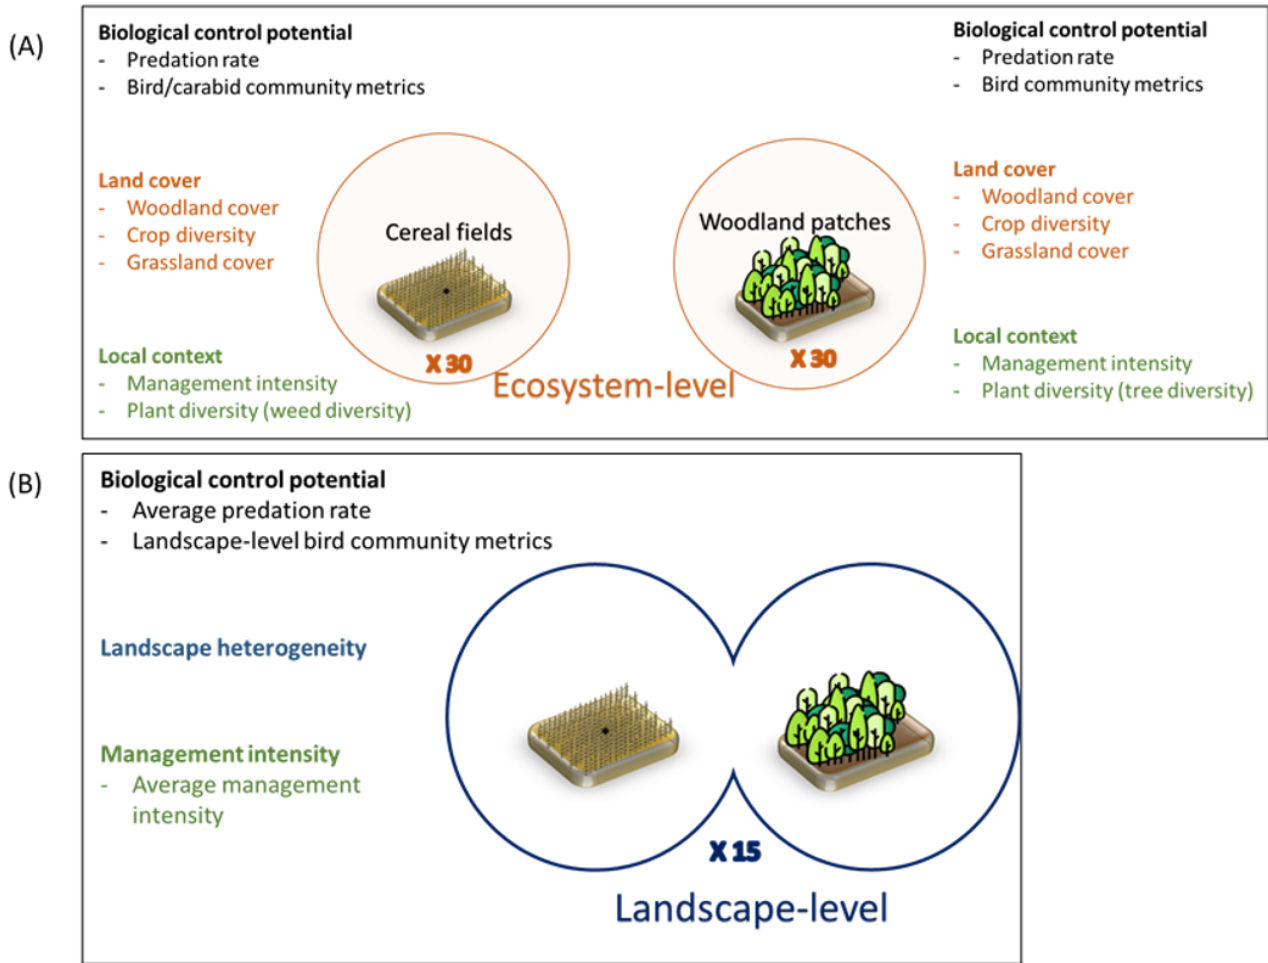 (A)
Biological control potential
- Predation rate
- Bird/carabid community metrics
Land cover
- Woodland cover
- Crop diversity
- Grassland cover
Local context
- Management intensity
- Plant diversity (weed diversity)
Cereal fields
X 30
Ecosystem-level
Woodland patches
X 30
Biological control potential
- Predation rate
- Bird community metrics
Land cover
- Woodland cover
- Crop diversity
- Grassland cover
Local context
- Management intensity
- Plant diversity (tree diversity)
(B)
Biological control potential
- Average predation rate
- Landscape-level bird community metrics
Landscape heterogeneity
Management intensity
- Average management
intensity
X 15
Landscape-level